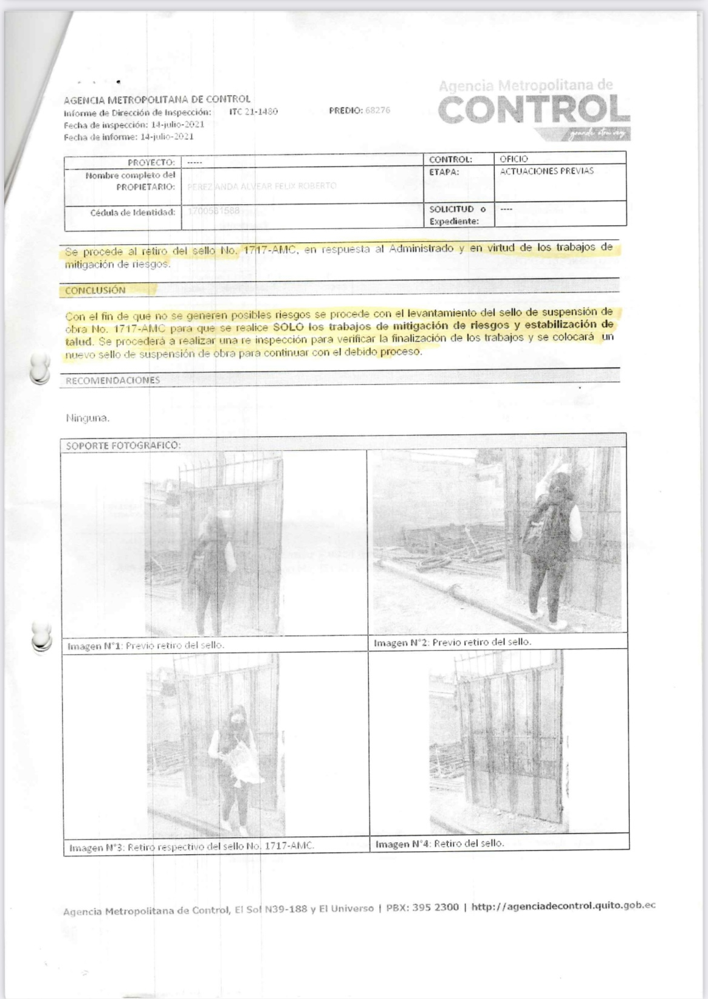 Agencia Metropolitana de
CONTROL
grande otra vez
AGENCIA METROPOLITANA DE CONTROL
Informe de Dirección de Inspección: ITC 21-1480 PREDIO: 68276
Fecha de inspección: 14-julio-2021
Fecha de informe: 14-julio-2021
PROYECTO: -----
CONTROL: OFICIO
Nombre completo del
PROPIETARIO: PEREZ ANDA ALVEAR FELIX ROBERTO
ETAPA: ACTUACIONES PREVIAS
Cédula de Identidad: 1700581588
SOLICITUD o
Expediente: ----
Se procede al retiro del sello No. 1717-AMC, en respuesta al Administrado y en virtud de los trabajos de
mitigación de riesgos.
CONCLUSIÓN
Con el fin de que no se generen posibles riesgos se procede con el levantamiento del sello de suspensión de
obra No. 1717-AMC para que se realice SOLO los trabajos de mitigación de riesgos y estabilización de
talud. Se procederá a realizar una re inspección para verificar la finalización de los trabajos y se colocará un
nuevo sello de suspensión de obra para continuar con el debido proceso.
RECOMENDACIONES
Ninguna.
SOPORTE FOTOGRAFICO:
Imagen N°1: Previo retiro del sello.
Imagen N°2: Previo retiro del sello.
Imagen N°3: Retiro respectivo del sello No. 1717-AMC.
Imagen N°4: Retiro del sello.
Agencia Metropolitana de Control, El Sol N39-188 y El Universo | PBX: 395 2300 | http://agenciadecontrol.quito.gob.ec